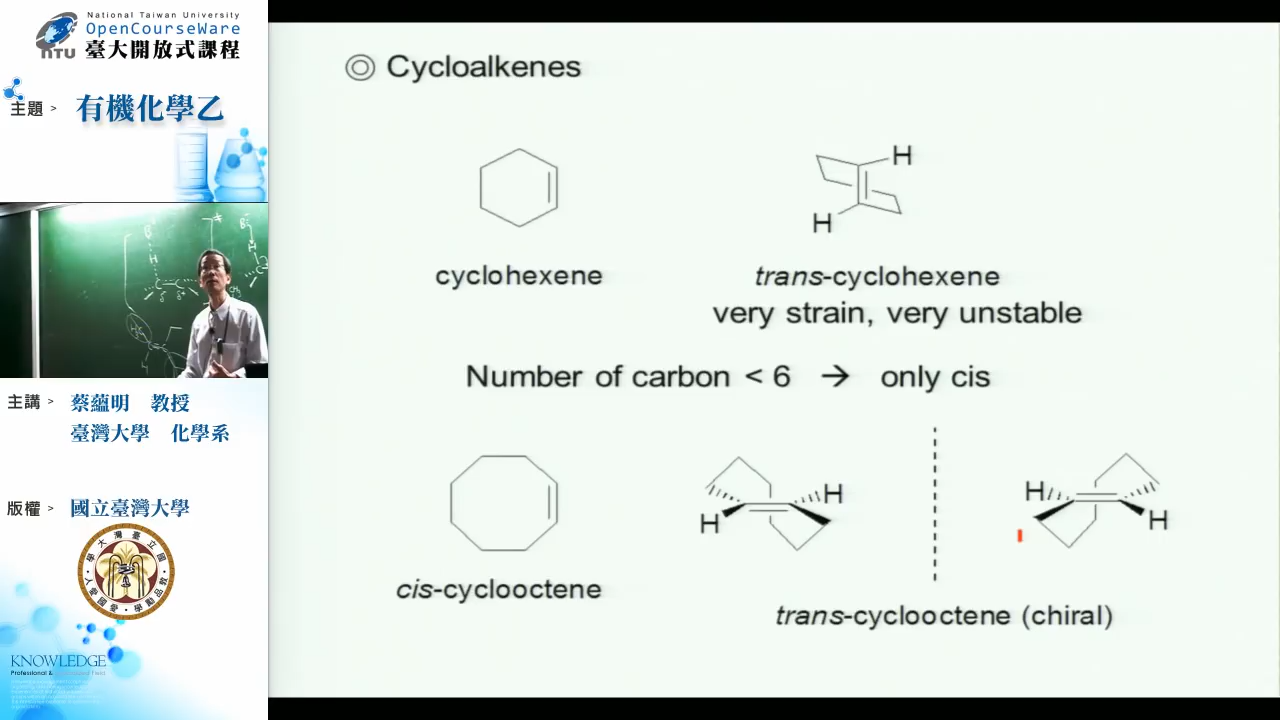 National Taiwan University
OpenCourseWare
NTU 臺大開放式課程
主題 > 有機化學乙
主講 > 蔡蘊明 教授
臺灣大學 化學系
版權 > 國立臺灣大學
KNOWLEDGE
◎ Cycloalkenes
H
H
cyclohexene
trans-cyclohexene
very strain, very unstable
Number of carbon < 6 → only cis
H
H
H
H
cis-cyclooctene
trans-cyclooctene (chiral)